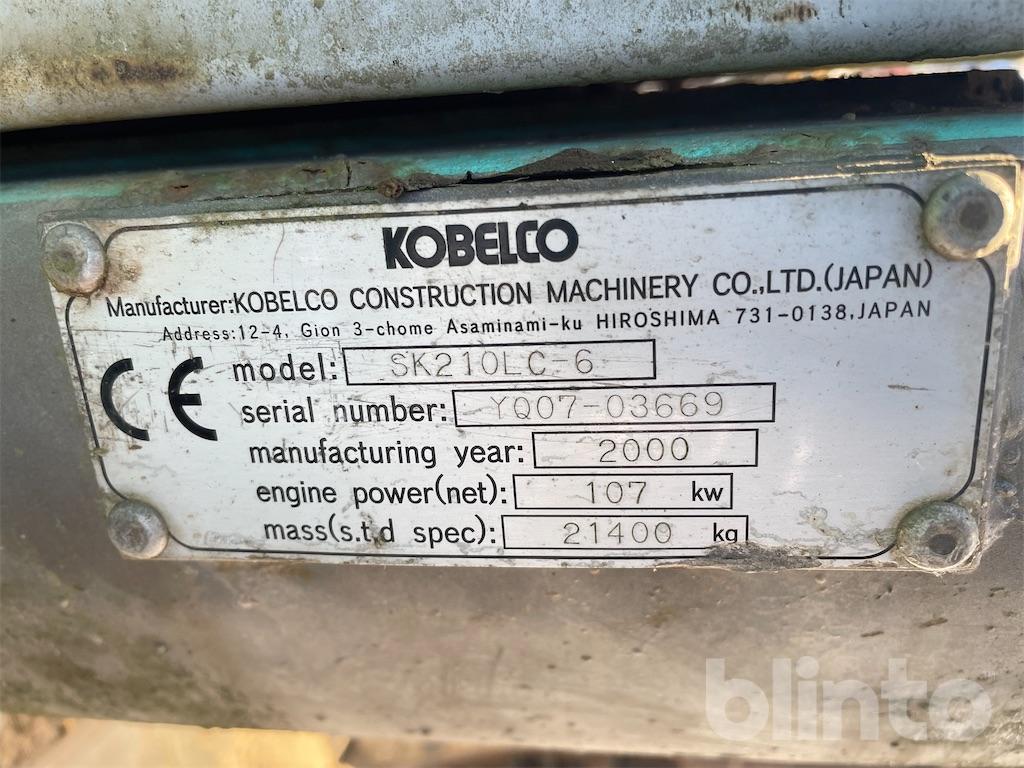 KOBELCO
Manufacturer:KOBELCO CONSTRUCTION MACHINERY CO.,LTD.(JAPAN)
Address:12-4, Gion 3-chome Asaminami-ku HIROSHIMA 731-0138,JAPAN
CE
model: SK210LC-6
serial number: YQ07-03669
manufacturing year: 2000
engine power(net): 107 kw
mass(s.t.d spec): 21400 kg
blinto